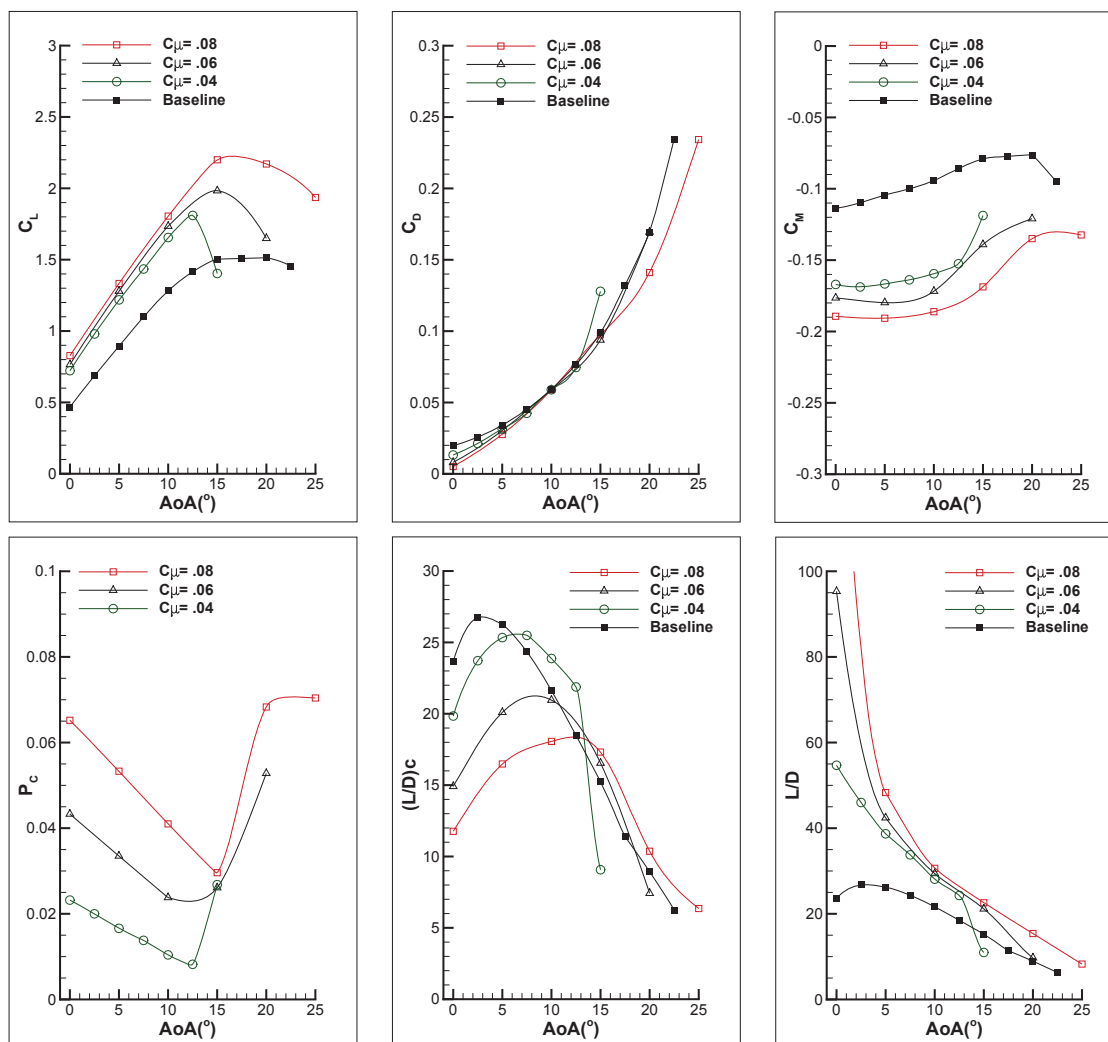 Cμ= .08
Cμ= .06
Cμ= .04
Baseline
3
2.5
2
1.5
1
0.5
0
C_L
0 5 10 15 20 25
AoA(°)
Cμ= .08
Cμ= .06
Cμ= .04
Baseline
0.3
0.25
0.2
0.15
0.1
0.05
0
C_D
0 5 10 15 20 25
AoA(°)
Cμ= .08
Cμ= .06
Cμ= .04
Baseline
0
-0.05
-0.1
-0.15
-0.2
-0.25
-0.3
C_M
0 5 10 15 20 25
AoA(°)
Cμ= .08
Cμ= .06
Cμ= .04
0.1
0.08
0.06
0.04
0.02
0
P_C
0 5 10 15 20 25
AoA(°)
Cμ= .08
Cμ= .06
Cμ= .04
Baseline
30
25
20
15
10
5
0
(L/D)c
0 5 10 15 20 25
AoA(°)
Cμ= .08
Cμ= .06
Cμ= .04
Baseline
100
80
60
40
20
0
L/D
0 5 10 15 20 25
AoA(°)